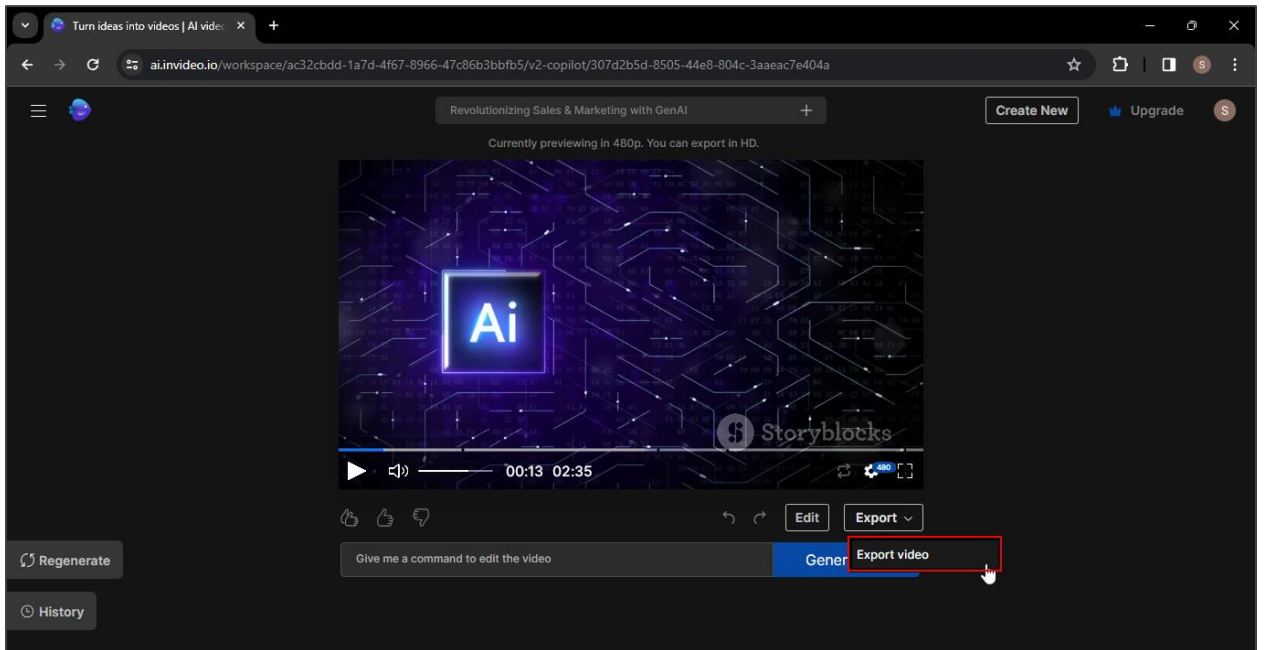 Turn ideas into videos | AI videc
ai.invideo.io/workspace/ac32cbdd-1a7d-4f67-8966-47c86b3bbfb5/v2-copilot/307d2b5d-8505-44e8-804c-3aaeac7e404a
S
Revolutionizing Sales & Marketing with GenAI
Create New
Upgrade
S
Currently previewing in 480p. You can export in HD.
Ai
Storyblocks
00:13 02:35
480
Edit
Export
Regenerate
Give me a command to edit the video
Gener
Export video
History